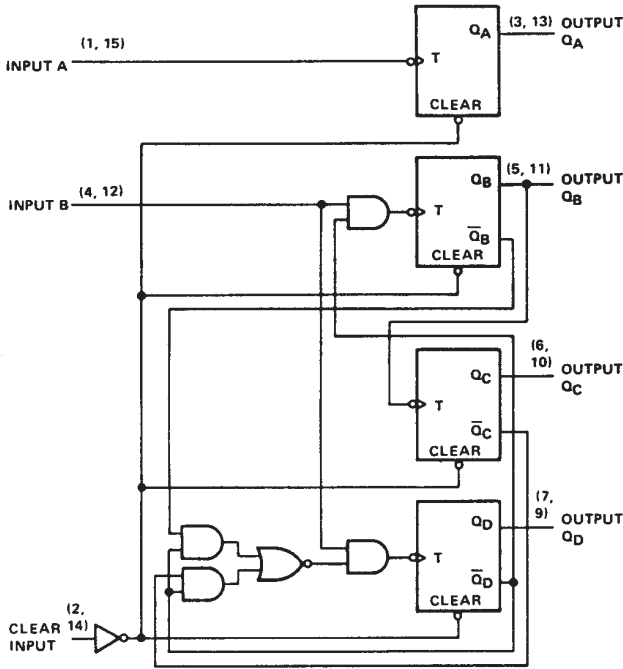 QA
(3, 13) OUTPUT
QA
(1, 15)
INPUT A
T
CLEAR
QB
(5, 11) OUTPUT
QB
(4, 12)
INPUT B
T
Q̅B
CLEAR
(6,
10) OUTPUT
QC
QC
T
Q̅C
CLEAR
(7,
9) OUTPUT
QD
QD
T
Q̅D
CLEAR
(2,
14)
CLEAR
INPUT